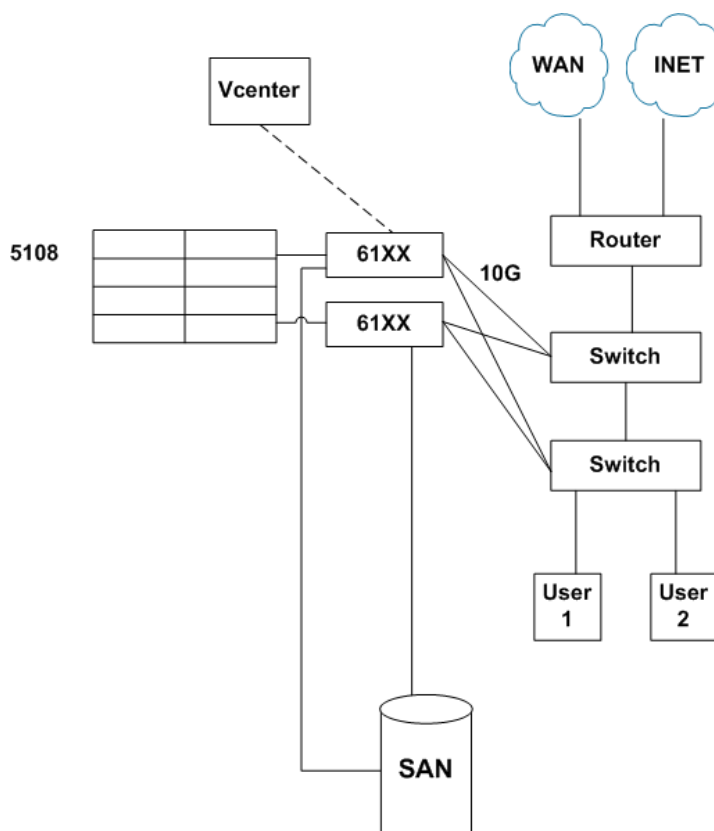 WAN
INET
Vcenter
5108
61XX
Router
10G
61XX
Switch
Switch
User
1
User
2
SAN